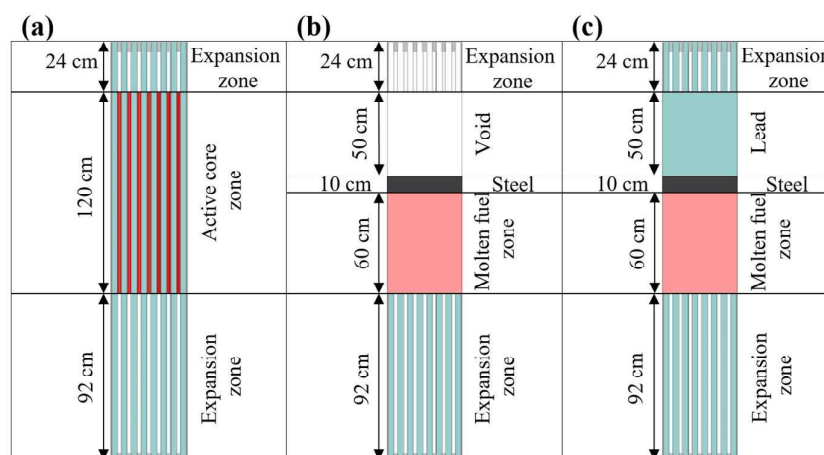 (a)
24 cm
Expansion
zone
120 cm
Active core
zone
92 cm
Expansion
zone
(b)
24 cm
Expansion
zone
50 cm
Void
10 cm
Steel
60 cm
Molten fuel
zone
92 cm
Expansion
zone
(c)
24 cm
Expansion
zone
50 cm
Lead
10 cm
Steel
60 cm
Molten fuel
zone
92 cm
Expansion
zone